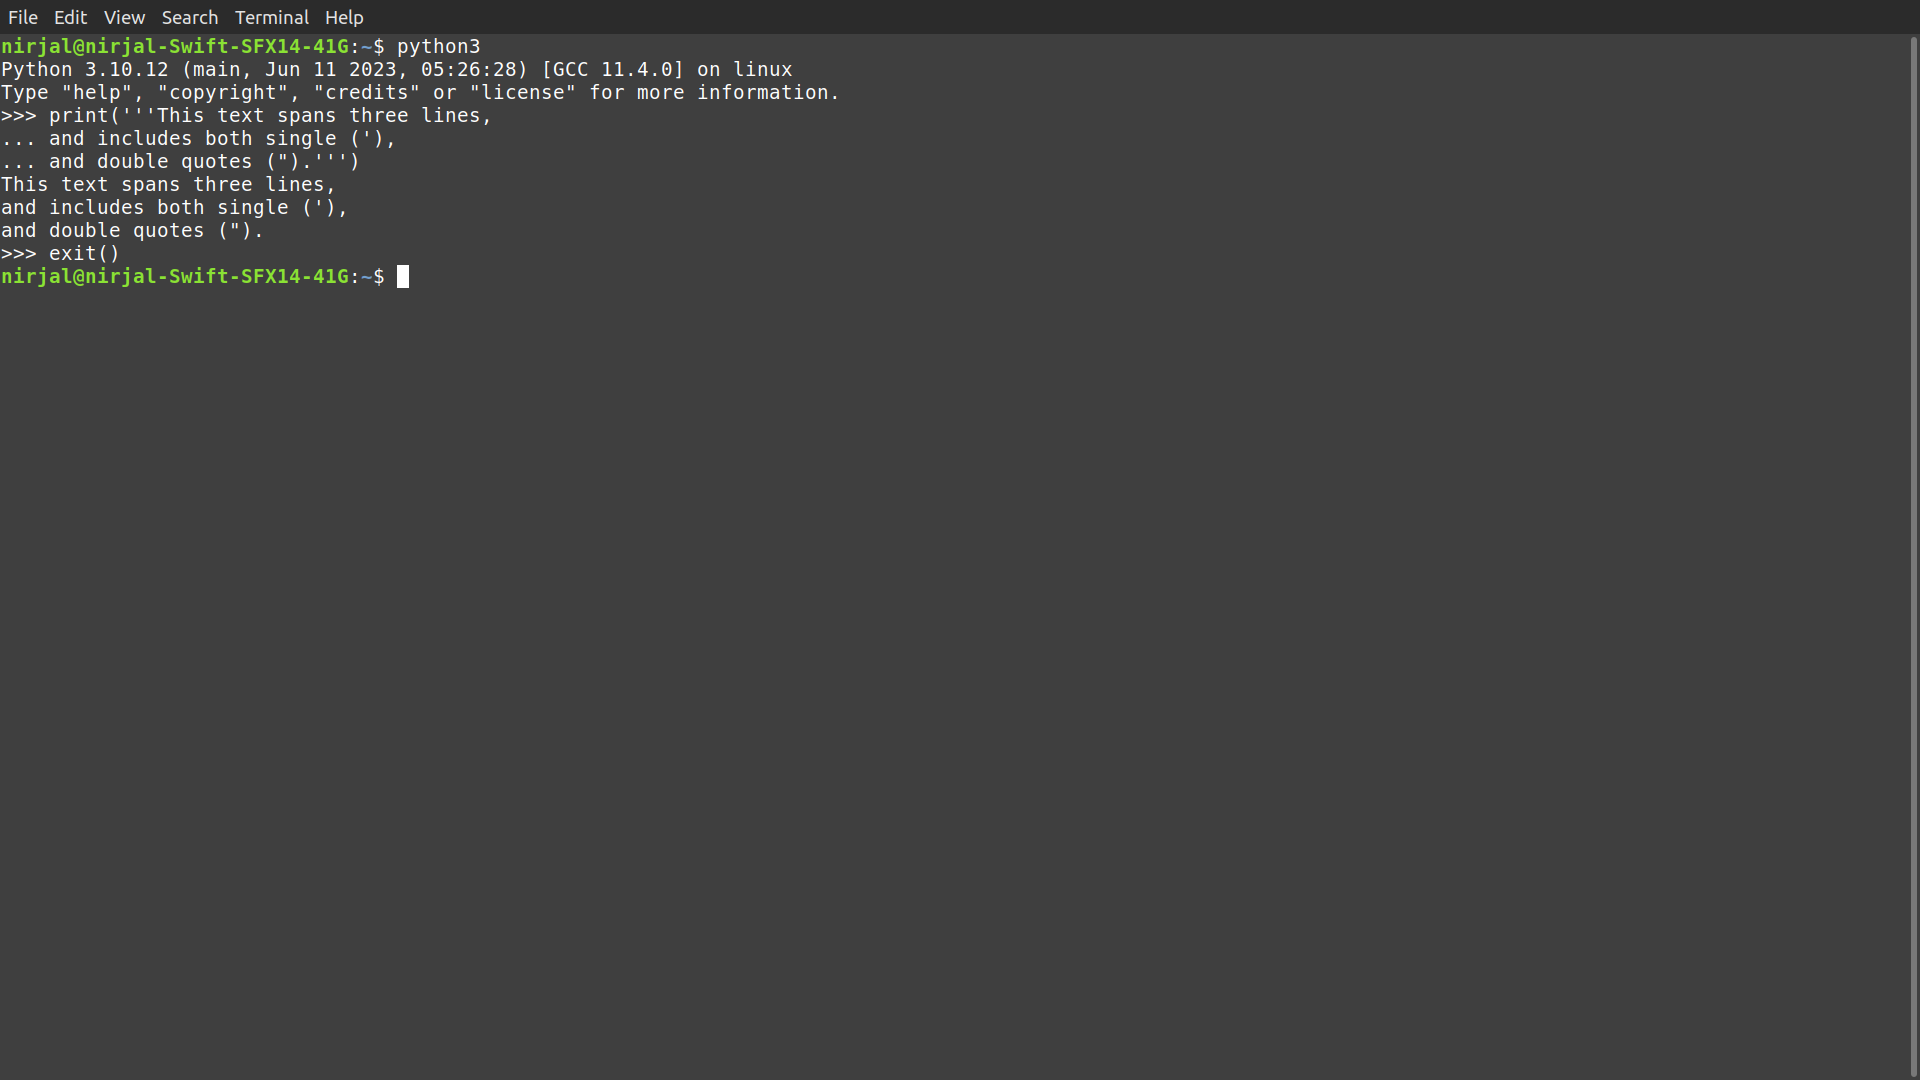 File Edit View Search Terminal Help
nirjal@nirjal-Swift-SFX14-41G:~$ python3
Python 3.10.12 (main, Jun 11 2023, 05:26:28) [GCC 11.4.0] on linux
Type "help", "copyright", "credits" or "license" for more information.
>>> print('''This text spans three lines,
... and includes both single ('),
... and double quotes (").''')
This text spans three lines,
and includes both single ('),
and double quotes (").
>>> exit()
nirjal@nirjal-Swift-SFX14-41G:~$